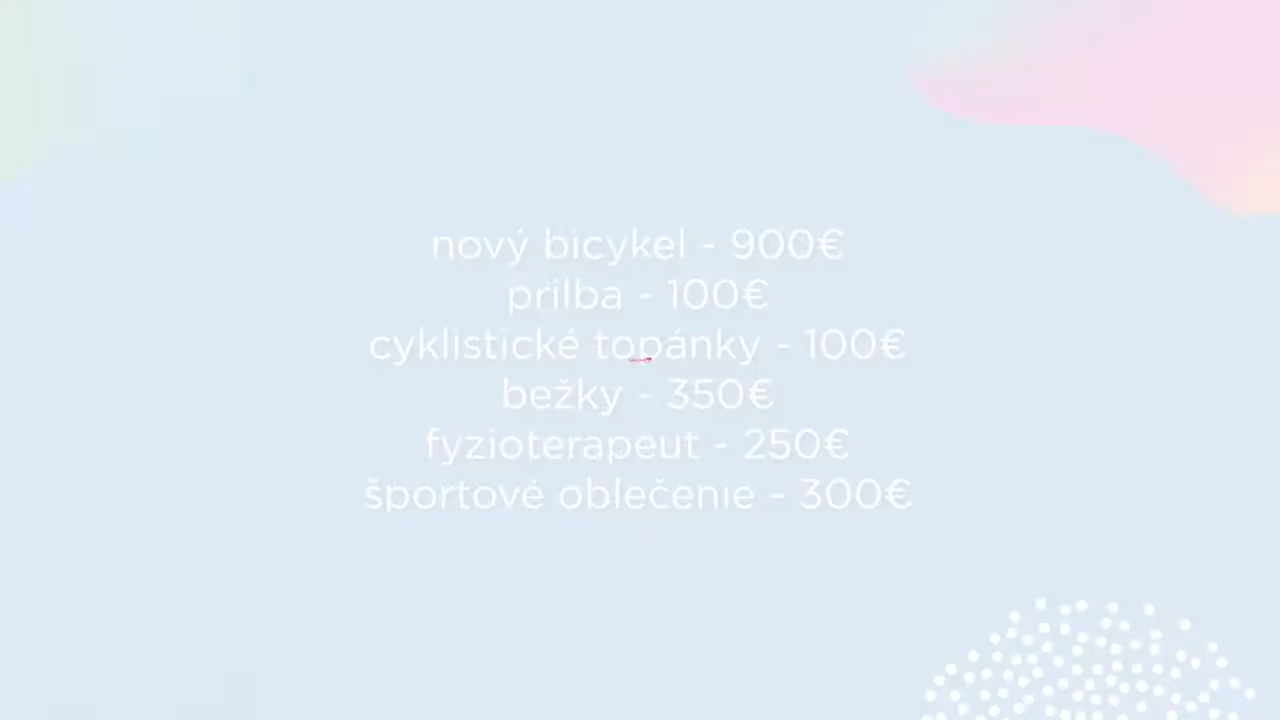 nový bicykel - 900€
prilba - 100€
cyklistické topánky - 100€
bežky - 350€
fyzioterapeut - 250€
športové oblečenie - 300€